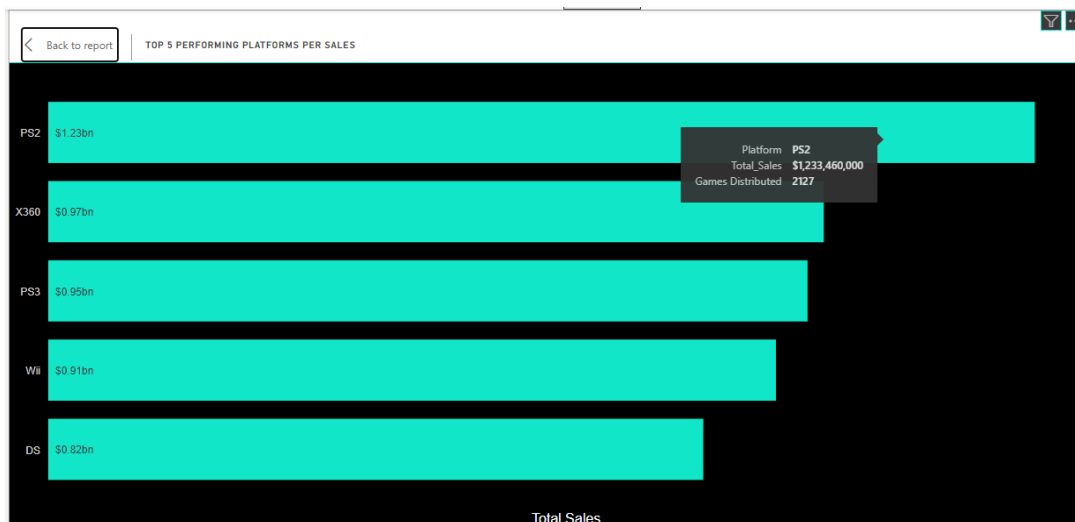 Back to report
TOP 5 PERFORMING PLATFORMS PER SALES
PS2 $1.23bn
Platform PS2
Total_Sales $1,233,460,000
Games Distributed 2127
X360 $0.97bn
PS3 $0.95bn
Wii $0.91bn
DS $0.82bn
Total Sales